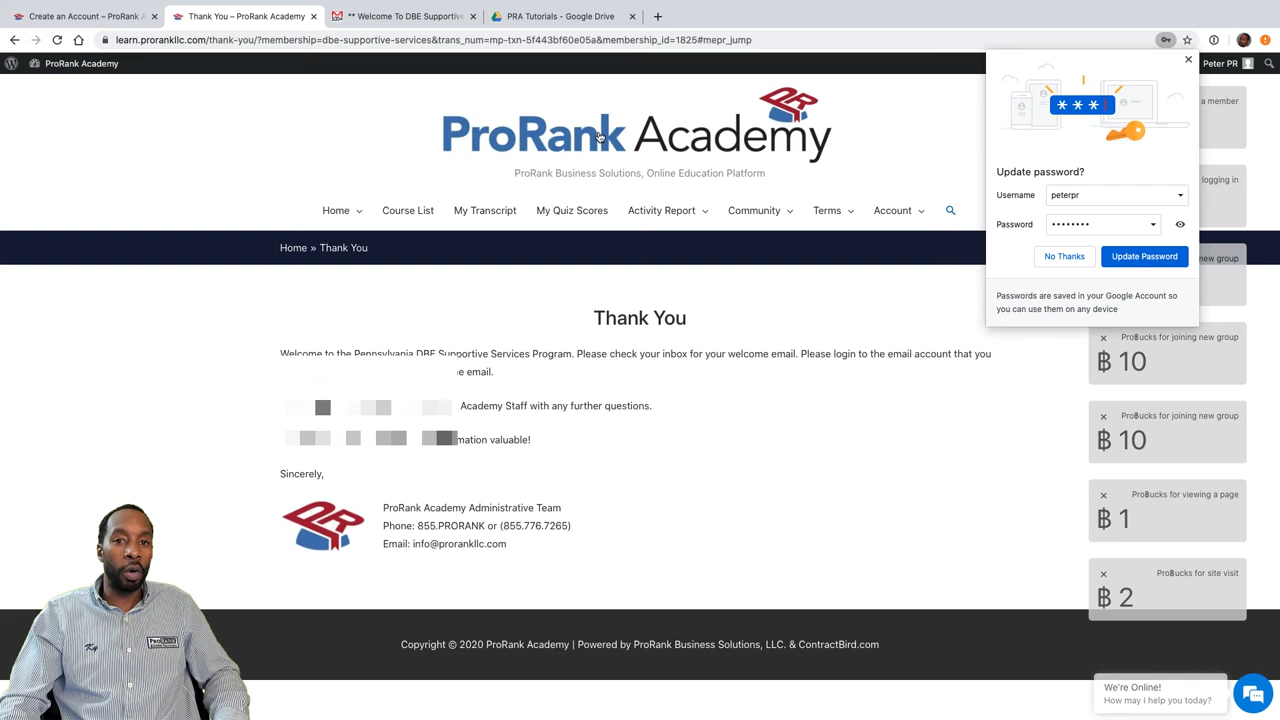 Create an Account – ProRank A
Thank You – ProRank Academy
** Welcome To DBE Supportive
PRA Tutorials - Google Drive
learn.prorankllc.com/thank-you/?membership=dbe-supportive-services&trans_num=mp-txn-5f443bf60e05a&membership_id=1825#mepr_jump
ProRank Academy
Peter PR
ProRank Academy
ProRank Business Solutions, Online Education Platform
Home
Course List
My Transcript
My Quiz Scores
Activity Report
Community
Terms
Account
Home » Thank You
Update password?
Username
peterpr
Password
••••••••
No Thanks
Update Password
Passwords are saved in your Google Account so
you can use them on any device
a member
logging in
new group
Pro฿ucks for joining new group
฿ 10
Pro฿ucks for joining new group
฿ 10
Pro฿ucks for viewing a page
฿ 1
Pro฿ucks for site visit
฿ 2
Thank You
Welcome to the Pennsylvania DBE Supportive Services Program. Please check your inbox for your welcome email. Please login to the email account that you
e email.
Academy Staff with any further questions.
mation valuable!
Sincerely,
ProRank Academy Administrative Team
Phone: 855.PRORANK or (855.776.7265)
Email: info@prorankllc.com
Copyright © 2020 ProRank Academy | Powered by ProRank Business Solutions, LLC. & ContractBird.com
We're Online!
How may I help you today?